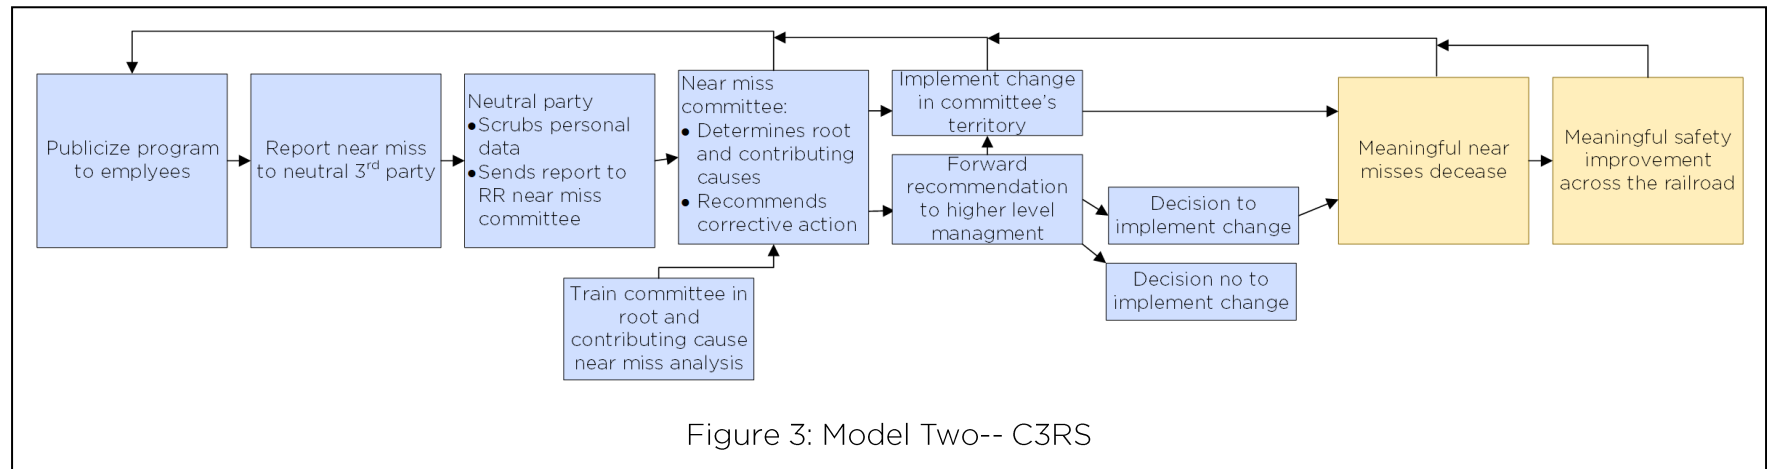 Publicize program
to emplyees
Report near miss
to neutral 3rd party
Neutral party
●Scrubs personal
data
●Sends report to
RR near miss
committee
Near miss
committee:
● Determines root
and contributing
causes
● Recommends
corrective action
Train committee in
root and
contributing cause
near miss analysis
Implement change
in committee's
territory
Forward
recommendation
to higher level
managment
Decision to
implement change
Decision no to
implement change
Meaningful near
misses decease
Meaningful safety
improvement
across the railroad
Figure 3: Model Two-- C3RS